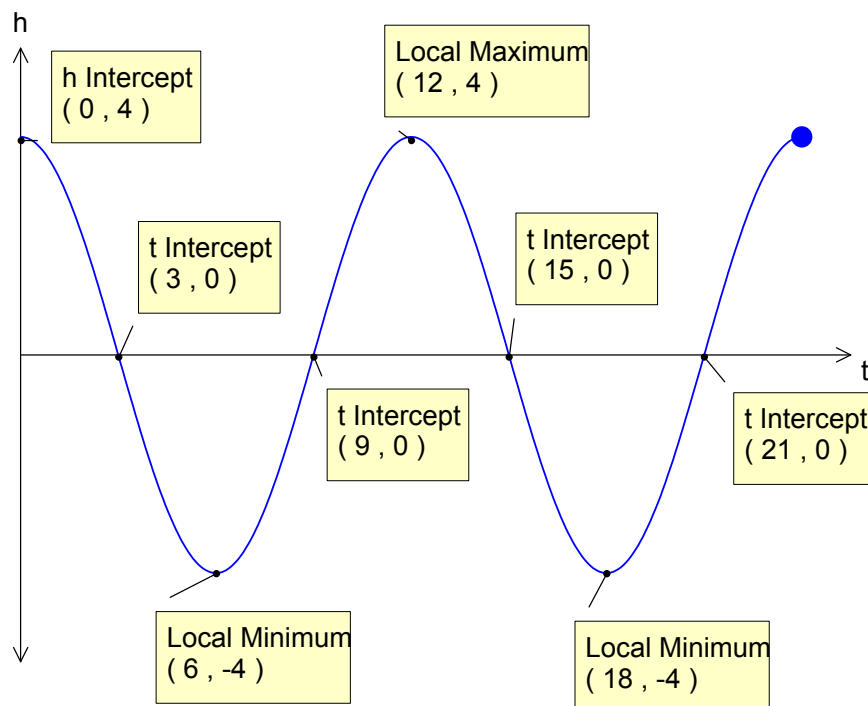 h
h Intercept
( 0 , 4 )
Local Maximum
( 12 , 4 )
t Intercept
( 3 , 0 )
t Intercept
( 15 , 0 )
t
t Intercept
( 9 , 0 )
t Intercept
( 21 , 0 )
Local Minimum
( 6 , -4 )
Local Minimum
( 18 , -4 )